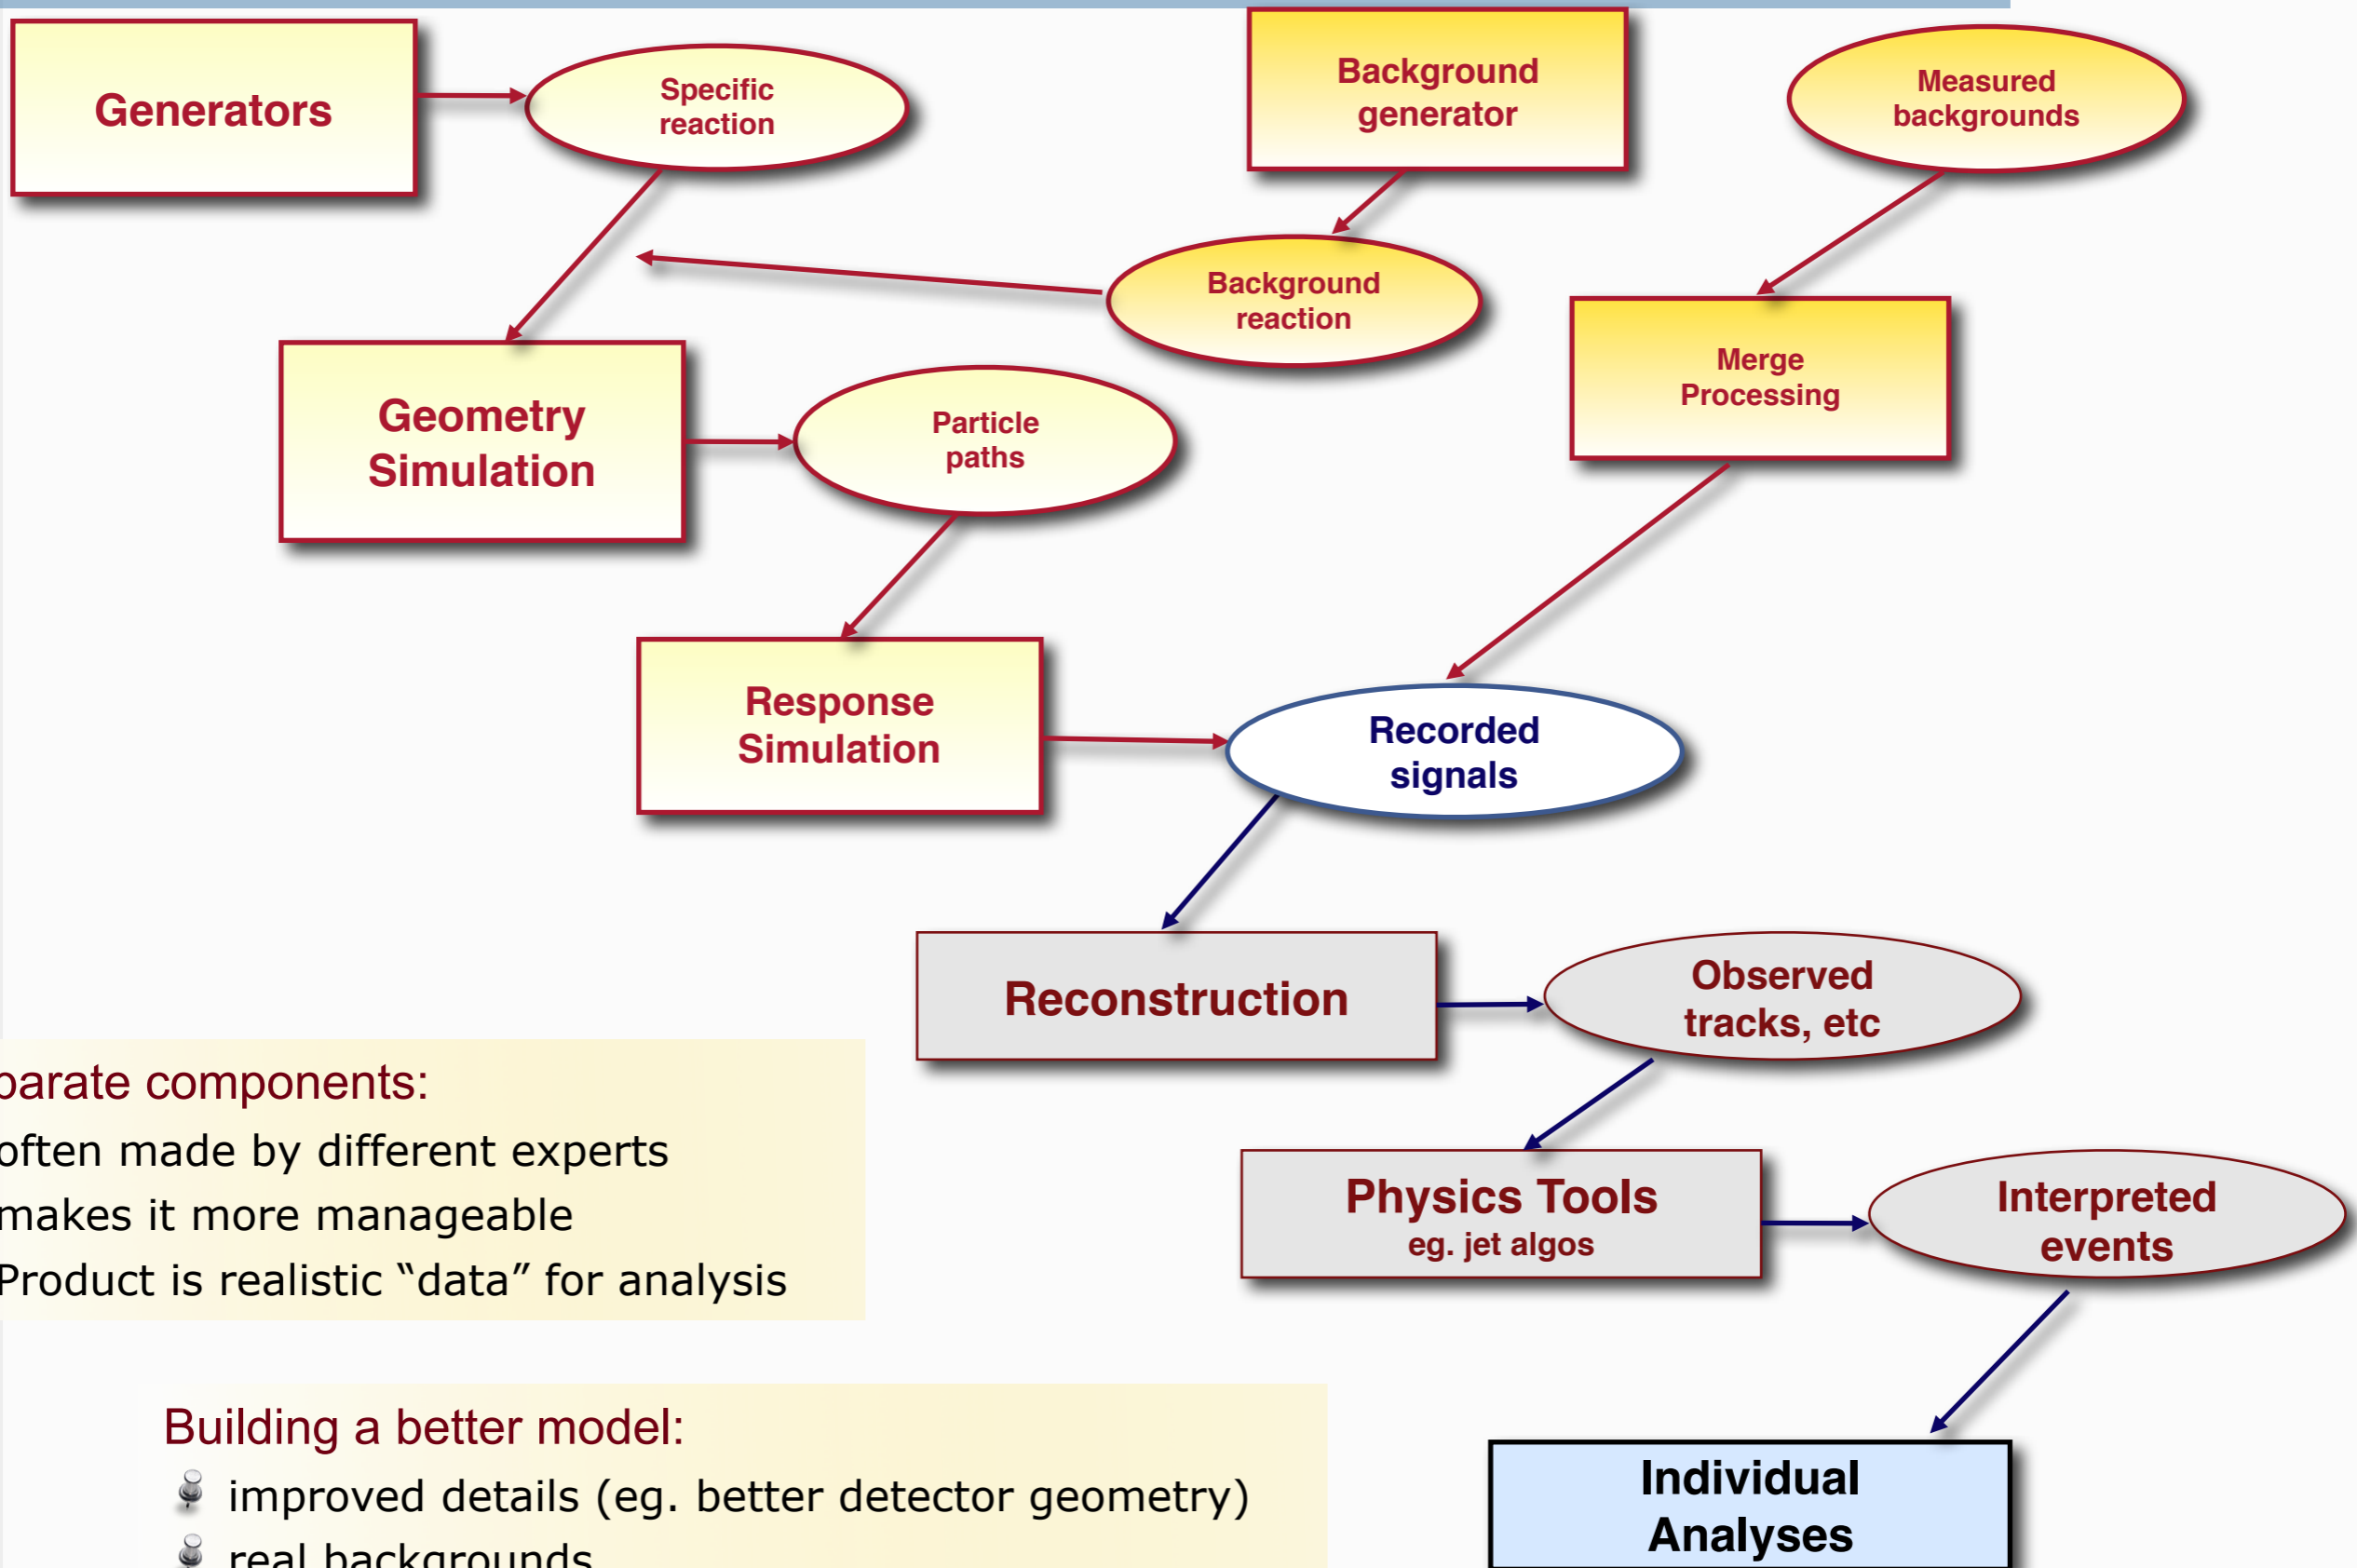 Generators
Specific
reaction
Background
generator
Measured
backgrounds
Background
reaction
Geometry
Simulation
Particle
paths
Merge
Processing
Response
Simulation
Recorded
signals
Reconstruction
Observed
tracks, etc
parate components:
often made by different experts
makes it more manageable
Product is realistic “data” for analysis
Physics Tools
eg. jet algos
Interpreted
events
Building a better model:
improved details (eg. better detector geometry)
real backgrounds
Individual
Analyses